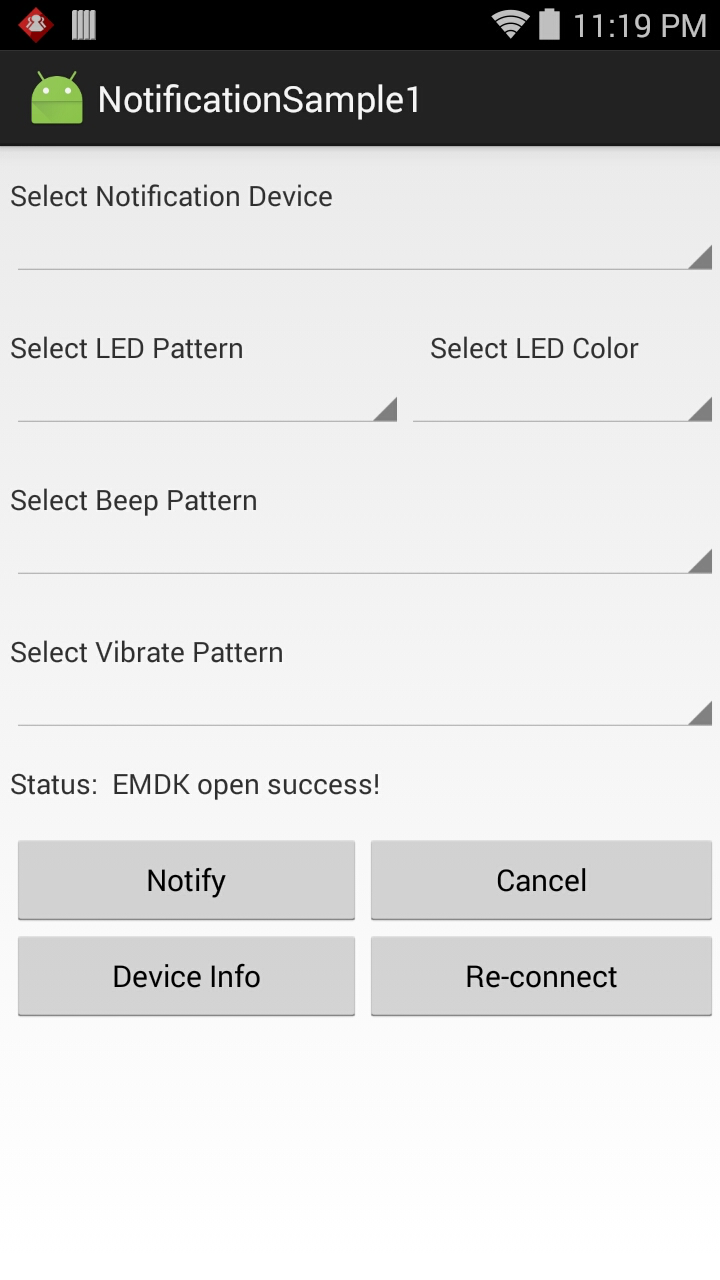 11:19 PM
NotificationSample1
Select Notification Device
Select LED Pattern Select LED Color
Select Beep Pattern
Select Vibrate Pattern
Status: EMDK open success!
Notify Cancel
Device Info Re-connect